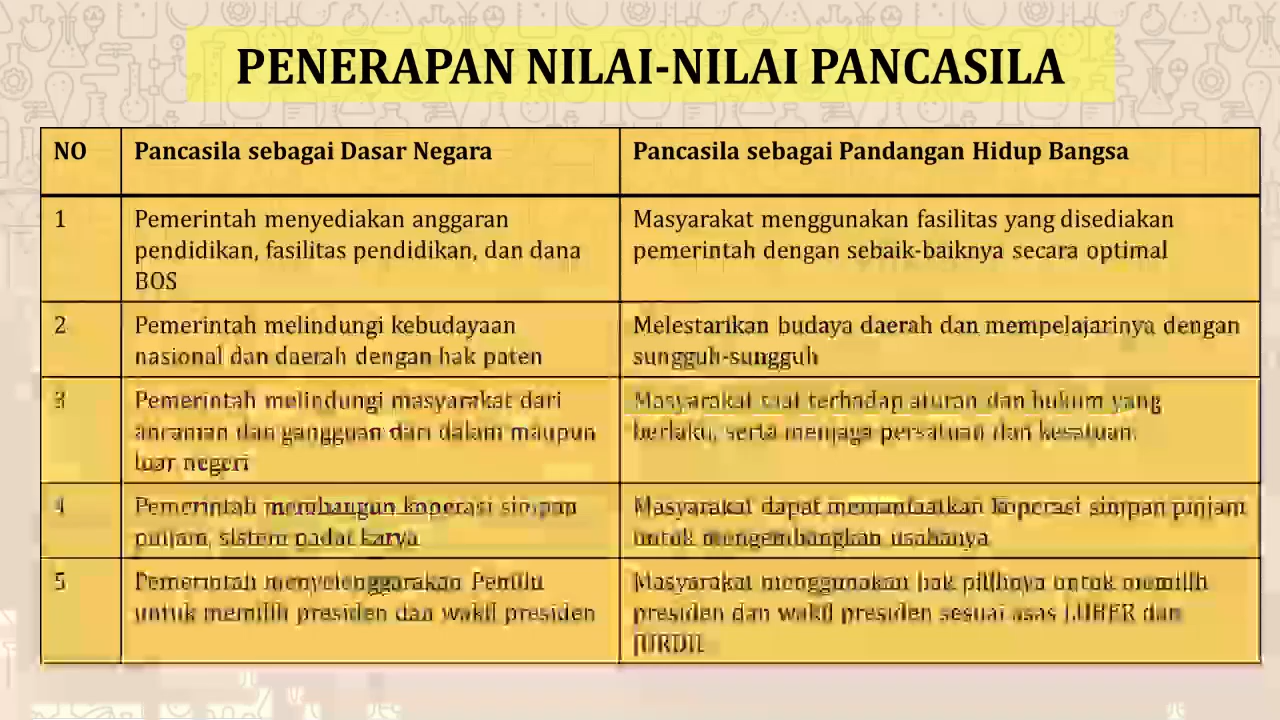 PENERAPAN NILAI-NILAI PANCASILA
NO
Pancasila sebagai Dasar Negara
Pancasila sebagai Pandangan Hidup Bangsa
1
Pemerintah menyediakan anggaran
pendidikan, fasilitas pendidikan, dan dana
BOS
Masyarakat menggunakan fasilitas yang disediakan
pemerintah dengan sebaik-baiknya secara optimal
2
Pemerintah melindungi kebudayaan
nasional dan daerah dengan hak paten
Melestarikan budaya daerah dan mempelajarinya dengan
sungguh-sungguh
3
Pemerintah melindungi masyarakat dari
ancaman dan gangguan dari dalam maupun
luar negeri
Masyarakat taat terhadap aturan dan hukum yang
berlaku, serta menjaga persatuan dan kesatuan.
4
Pemerintah membangun koperasi simpan
pinjam, sistem padat karya
Masyarakat dapat memanfaatkan koperasi simpan pinjam
untuk mengembangkan usahanya
5
Pemerintah menyelenggarakan Pemilu
untuk memilih presiden dan wakil presiden
Masyarakat menggunakan hak pilihnya untuk memilih
presiden dan wakil presiden sesuai asas LUBER dan
JURDIL